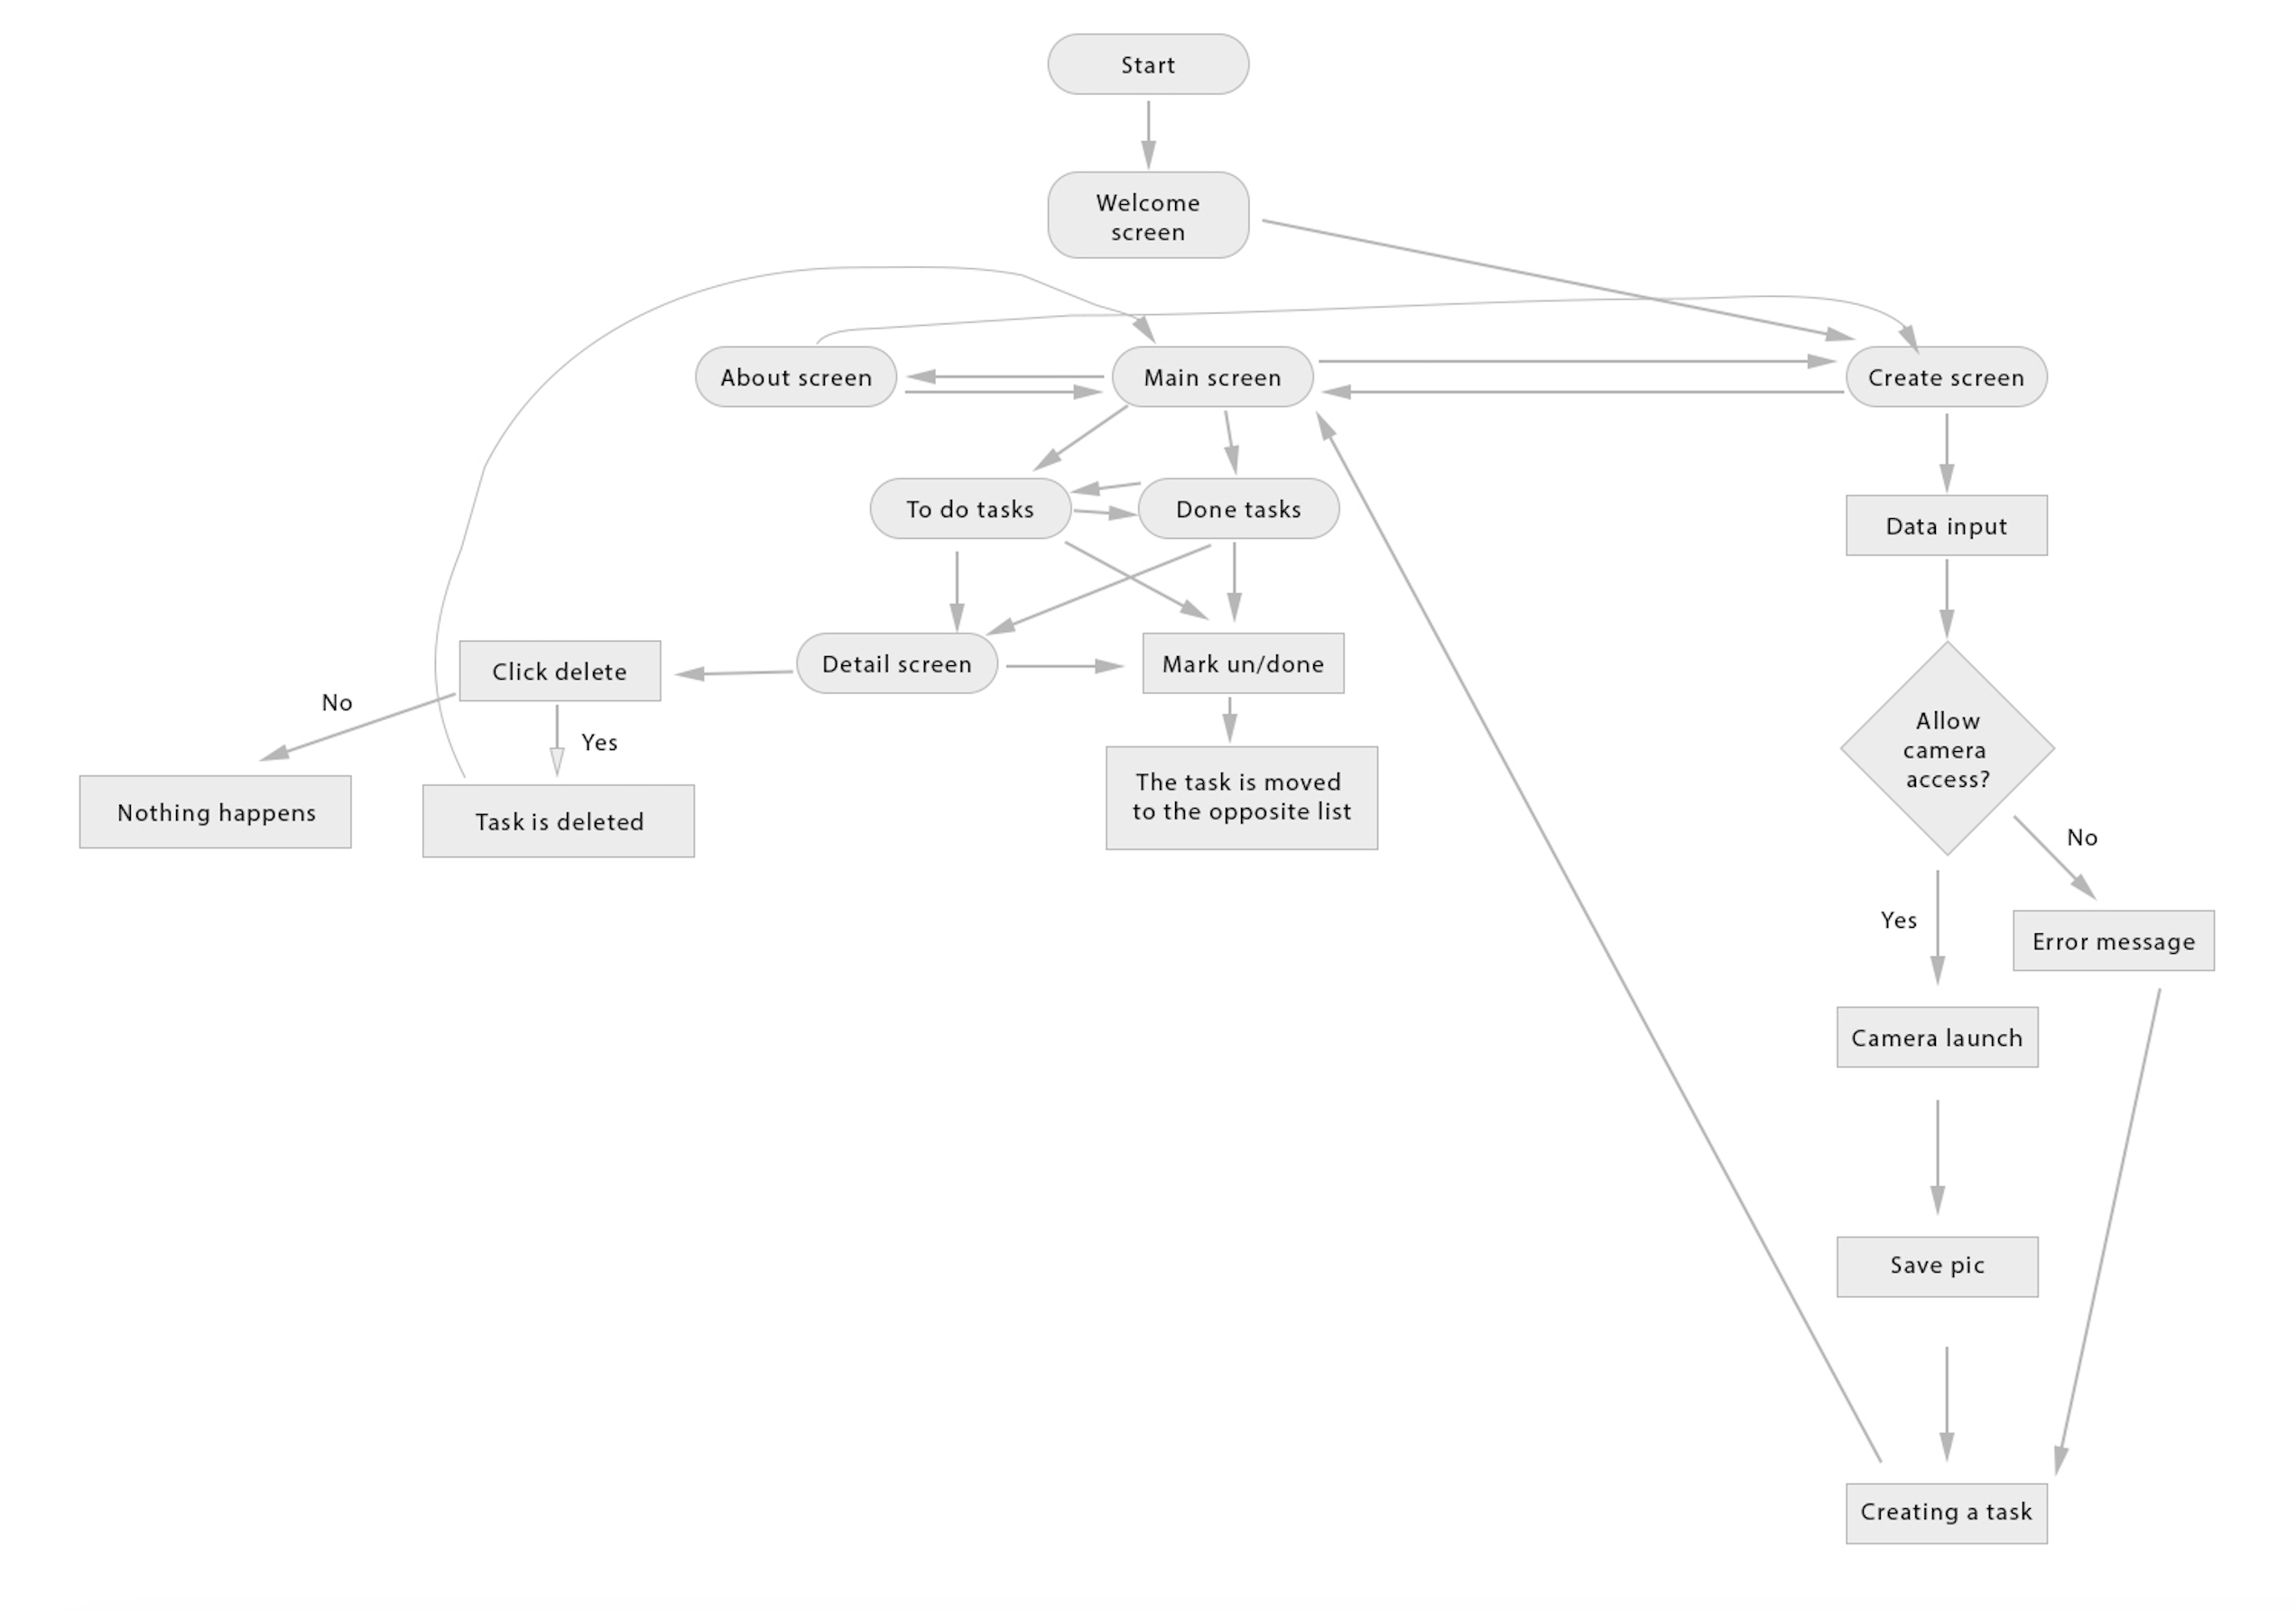 Start
Welcome
screen
About screen
Main screen
Create screen
To do tasks
Done tasks
Data input
Click delete
Detail screen
Mark un/done
No
Yes
Nothing happens
Task is deleted
The task is moved
to the opposite list
Allow
camera
access?
No
Yes
Error message
Camera launch
Save pic
Creating a task